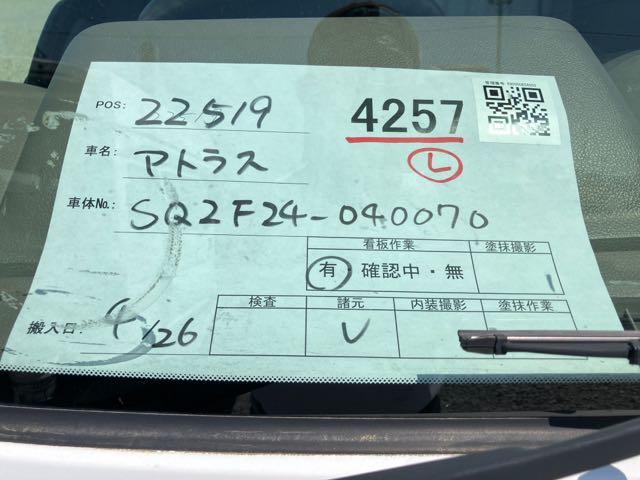 POS: 22519 4257
車名: アトラス Ⓛ
車体No.: SQ2F24-040070
看板作業 塗抹撮影
有・確認中・無 1
検査 諸元 内装撮影 塗抹作業
搬入日: 4/26 V